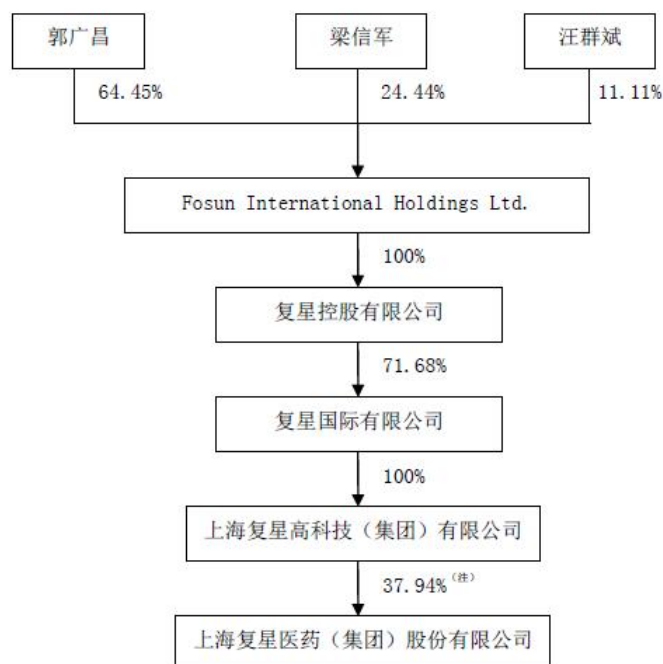 郭广昌 梁信军 汪群斌
64.45% 24.44% 11.11%
Fosun International Holdings Ltd.
100%
复星控股有限公司
71.68%
复星国际有限公司
100%
上海复星高科技（集团）有限公司
37.94%（注）
上海复星医药（集团）股份有限公司